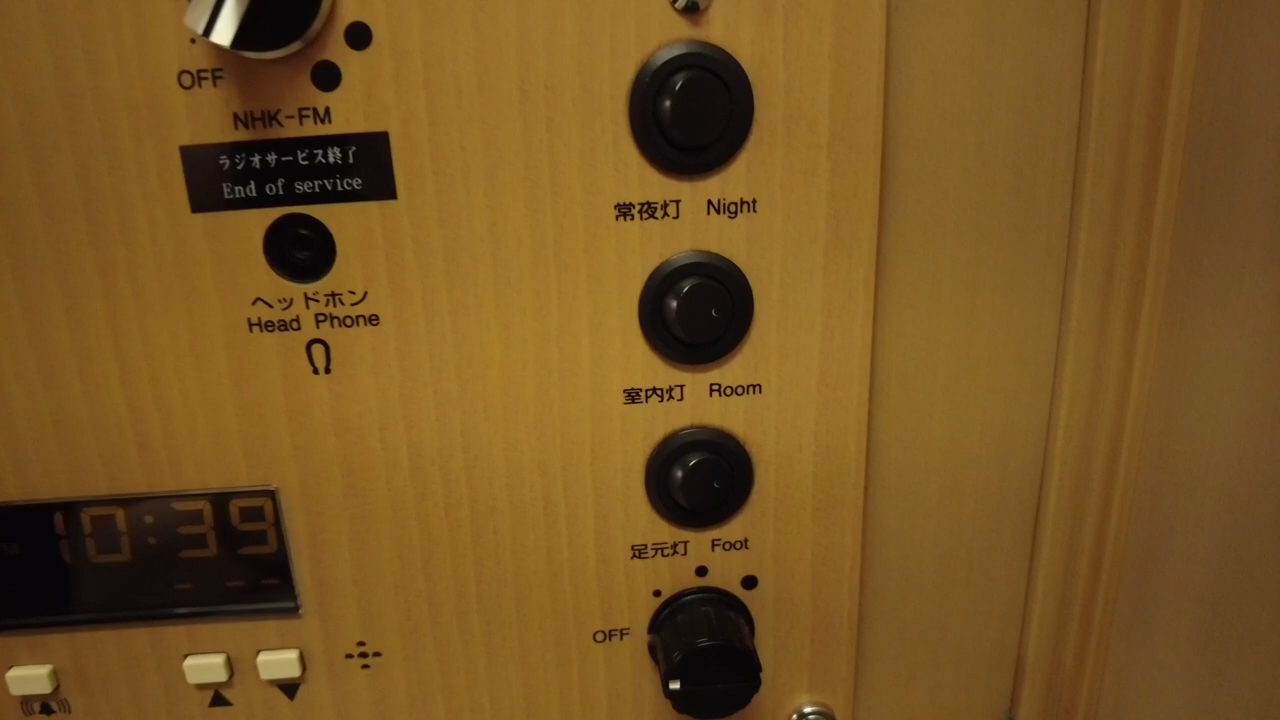 OFF
NHK-FM
ラジオサービス終了
End of service
ヘッドホン
Head Phone
常夜灯 Night
室内灯 Room
足元灯 Foot
OFF
10:39